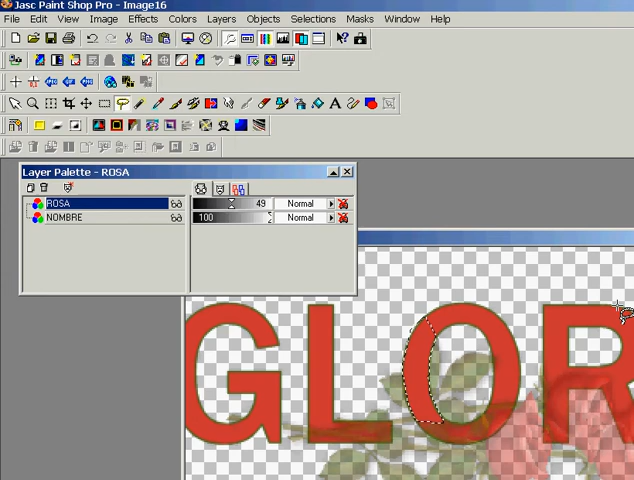 Jasc Paint Shop Pro - Image16
File Edit View Image Effects Colors Layers Objects Selections Masks Window Help
Layer Palette - ROSA
ROSA 49 Normal
NOMBRE 100 Normal
GLOR